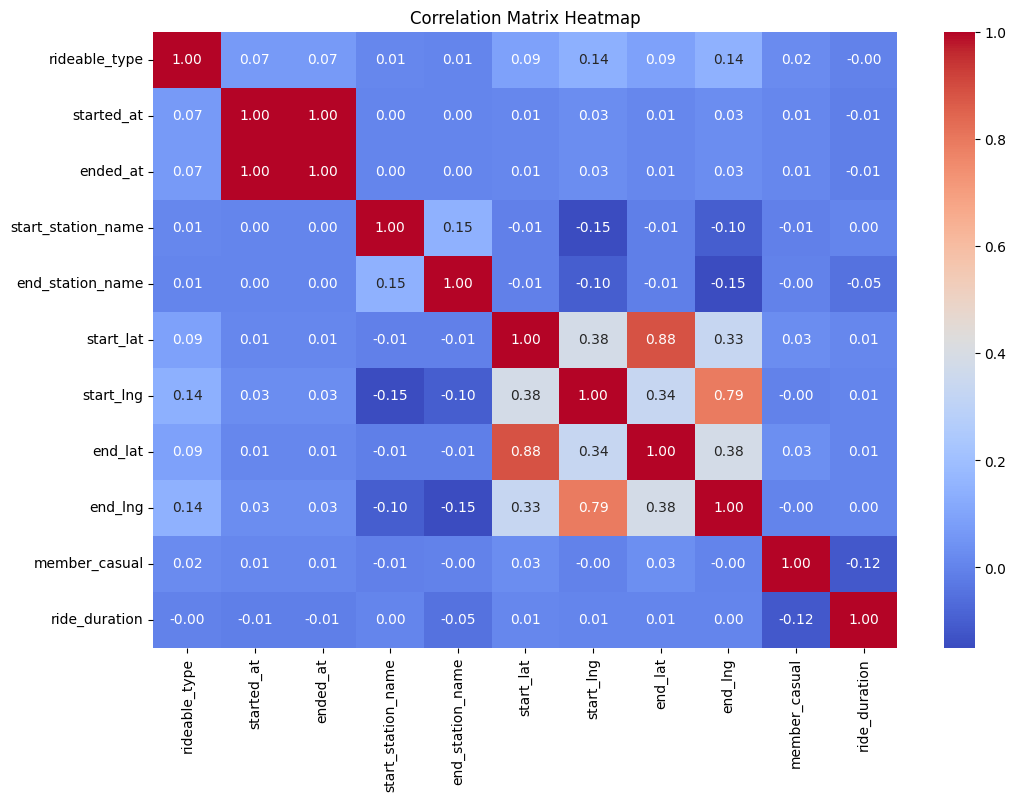 Correlation Matrix Heatmap
rideable_type 1.00 0.07 0.07 0.01 0.01 0.09 0.14 0.09 0.14 0.02 -0.00
started_at 0.07 1.00 1.00 0.00 0.00 0.01 0.03 0.01 0.03 0.01 -0.01
ended_at 0.07 1.00 1.00 0.00 0.00 0.01 0.03 0.01 0.03 0.01 -0.01
start_station_name 0.01 0.00 0.00 1.00 0.15 -0.01 -0.15 -0.01 -0.10 -0.01 0.00
end_station_name 0.01 0.00 0.00 0.15 1.00 -0.01 -0.10 -0.01 -0.15 -0.00 -0.05
start_lat 0.09 0.01 0.01 -0.01 -0.01 1.00 0.38 0.88 0.33 0.03 0.01
start_lng 0.14 0.03 0.03 -0.15 -0.10 0.38 1.00 0.34 0.79 -0.00 0.01
end_lat 0.09 0.01 0.01 -0.01 -0.01 0.88 0.34 1.00 0.38 0.03 0.01
end_lng 0.14 0.03 0.03 -0.10 -0.15 0.33 0.79 0.38 1.00 -0.00 0.00
member_casual 0.02 0.01 0.01 -0.01 -0.00 0.03 -0.00 0.03 -0.00 1.00 -0.12
ride_duration -0.00 -0.01 -0.01 0.00 -0.05 0.01 0.01 0.01 0.00 -0.12 1.00
rideable_type
started_at
ended_at
start_station_name
end_station_name
start_lat
start_lng
end_lat
end_lng
member_casual
ride_duration
1.0
0.8
0.6
0.4
0.2
0.0